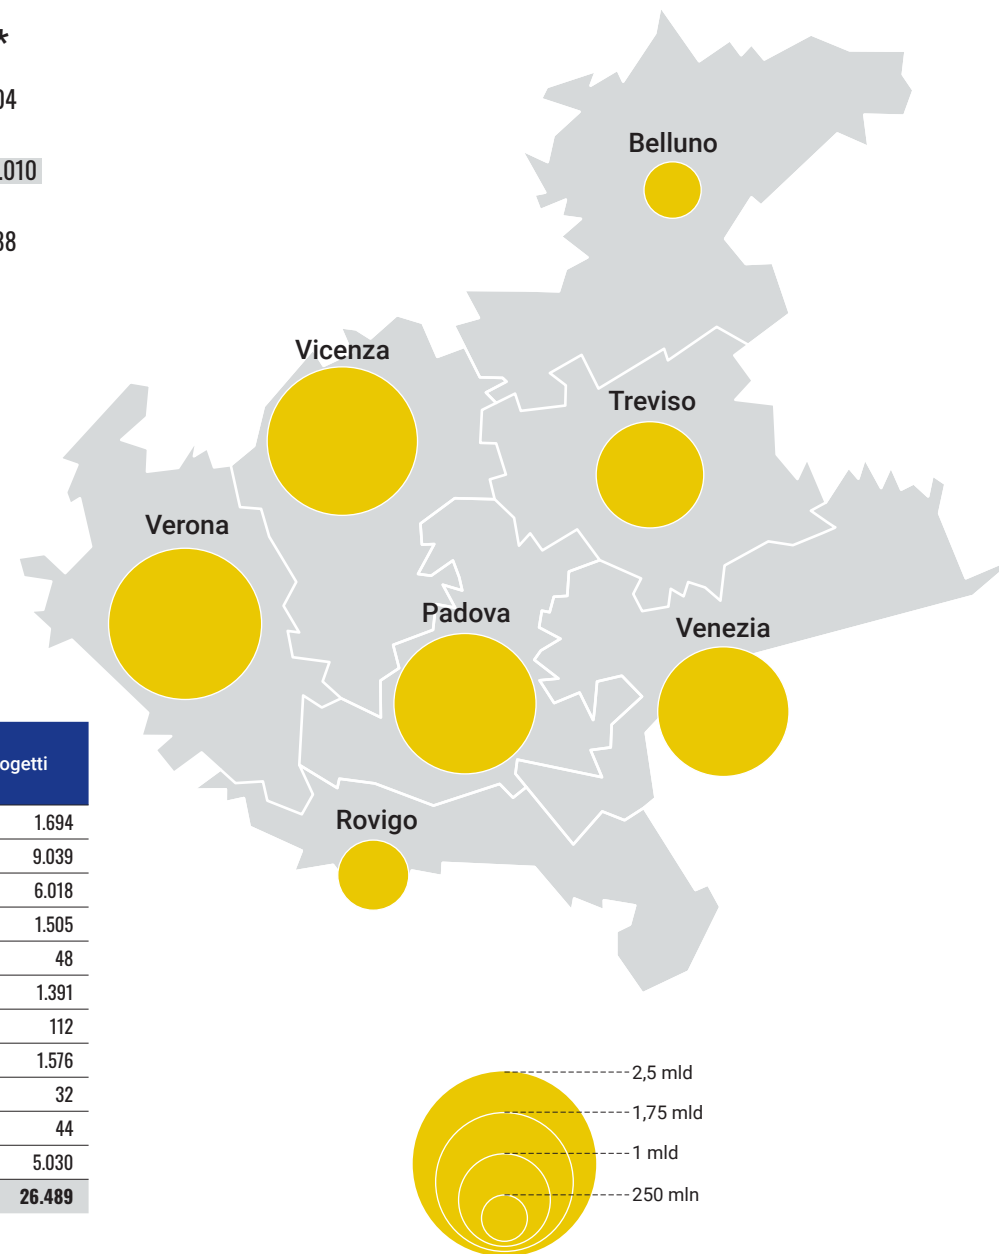 *
04
.010
38
Belluno
Vicenza
Treviso
Verona
Padova
Venezia
Rovigo
ogetti
1.694
9.039
6.018
1.505
48
1.391
112
1.576
32
44
5.030
26.489
2,5 mld
1,75 mld
1 mld
250 mln